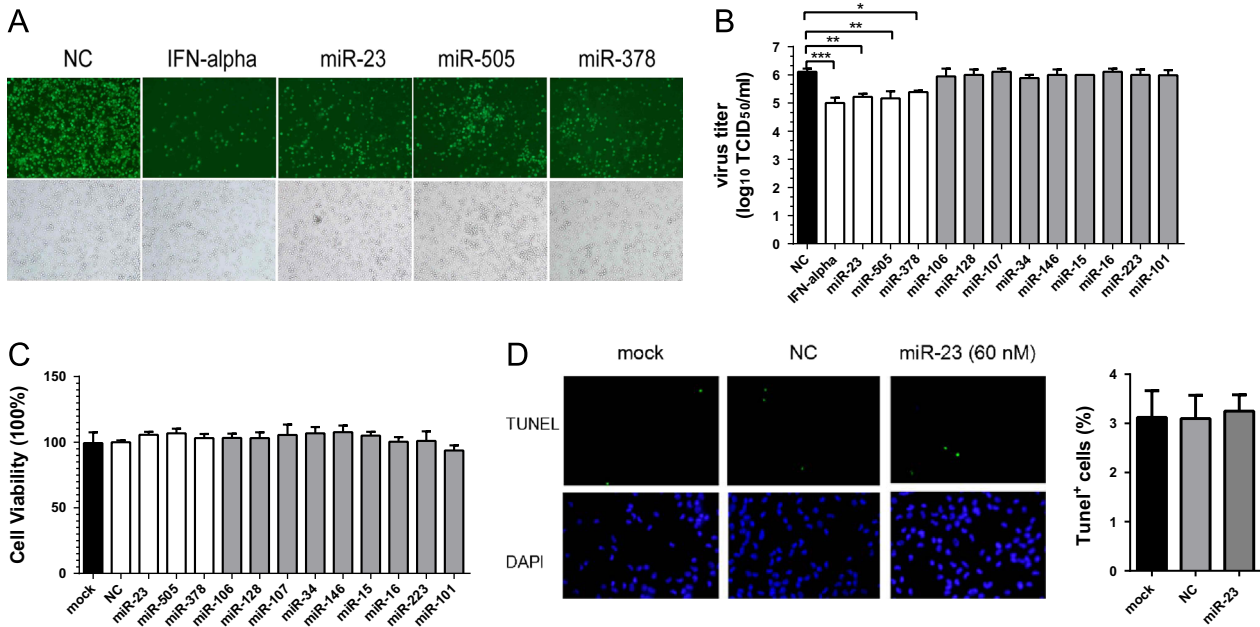 A
NC IFN-alpha miR-23 miR-505 miR-378
B
*
**
**
***
virus titer
(log10 TCID50/ml)
7
6
5
4
3
2
1
0
NC
IFN-alpha
miR-23
miR-505
miR-378
miR-106
miR-128
miR-107
miR-34
miR-146
miR-15
miR-16
miR-223
miR-101
C
Cell Viability (100%)
150
100
50
0
mock
NC
miR-23
miR-505
miR-378
miR-106
miR-128
miR-107
miR-34
miR-146
miR-15
miR-16
miR-223
miR-101
D
mock NC miR-23 (60 nM)
TUNEL
DAPI
Tunel+ cells (%)
4
3
2
1
0
mock
NC
miR-23